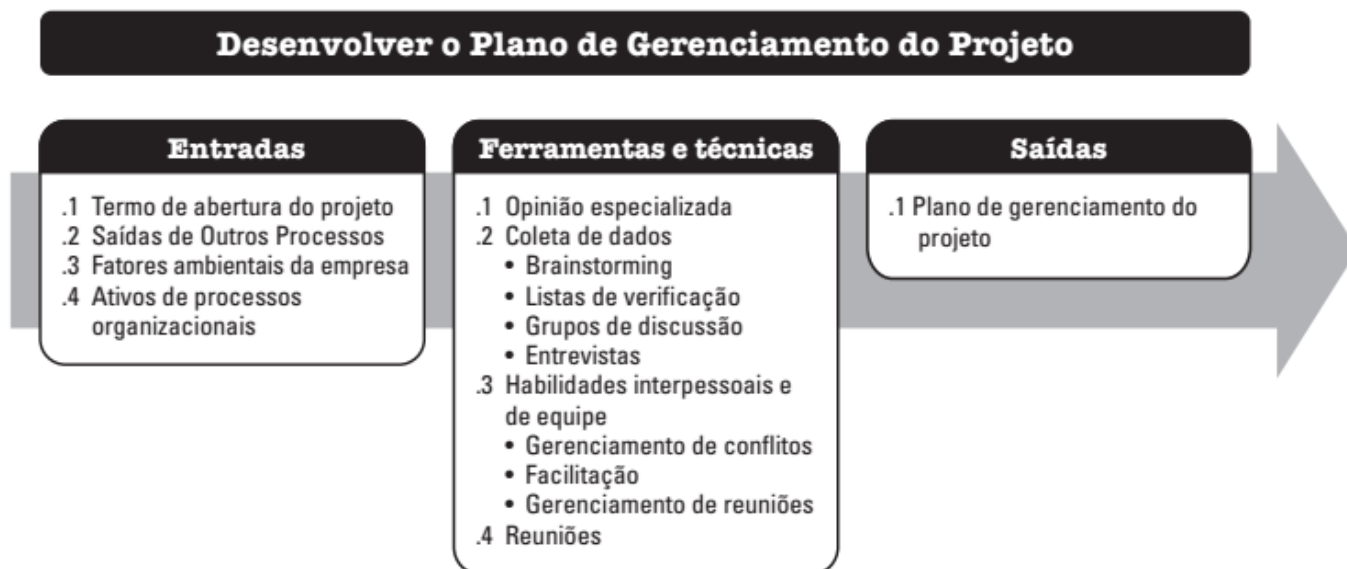 Desenvolver o Plano de Gerenciamento do Projeto
Entradas
.1 Termo de abertura do projeto
.2 Saídas de Outros Processos
.3 Fatores ambientais da empresa
.4 Ativos de processos
organizacionais
Ferramentas e técnicas
.1 Opinião especializada
.2 Coleta de dados
• Brainstorming
• Listas de verificação
• Grupos de discussão
• Entrevistas
.3 Habilidades interpessoais e
de equipe
• Gerenciamento de conflitos
• Facilitação
• Gerenciamento de reuniões
.4 Reuniões
Saídas
.1 Plano de gerenciamento do
projeto